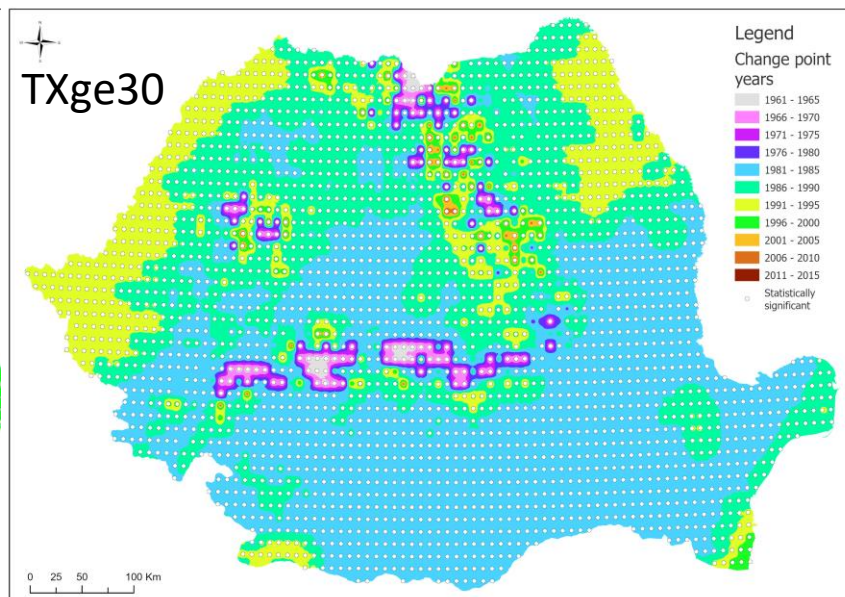 TXge30
Legend
Change point
years
1961 - 1965
1966 - 1970
1971 - 1975
1976 - 1980
1981 - 1985
1986 - 1990
1991 - 1995
1996 - 2000
2001 - 2005
2006 - 2010
2011 - 2015
Statistically
significant
0 25 50 100 Km